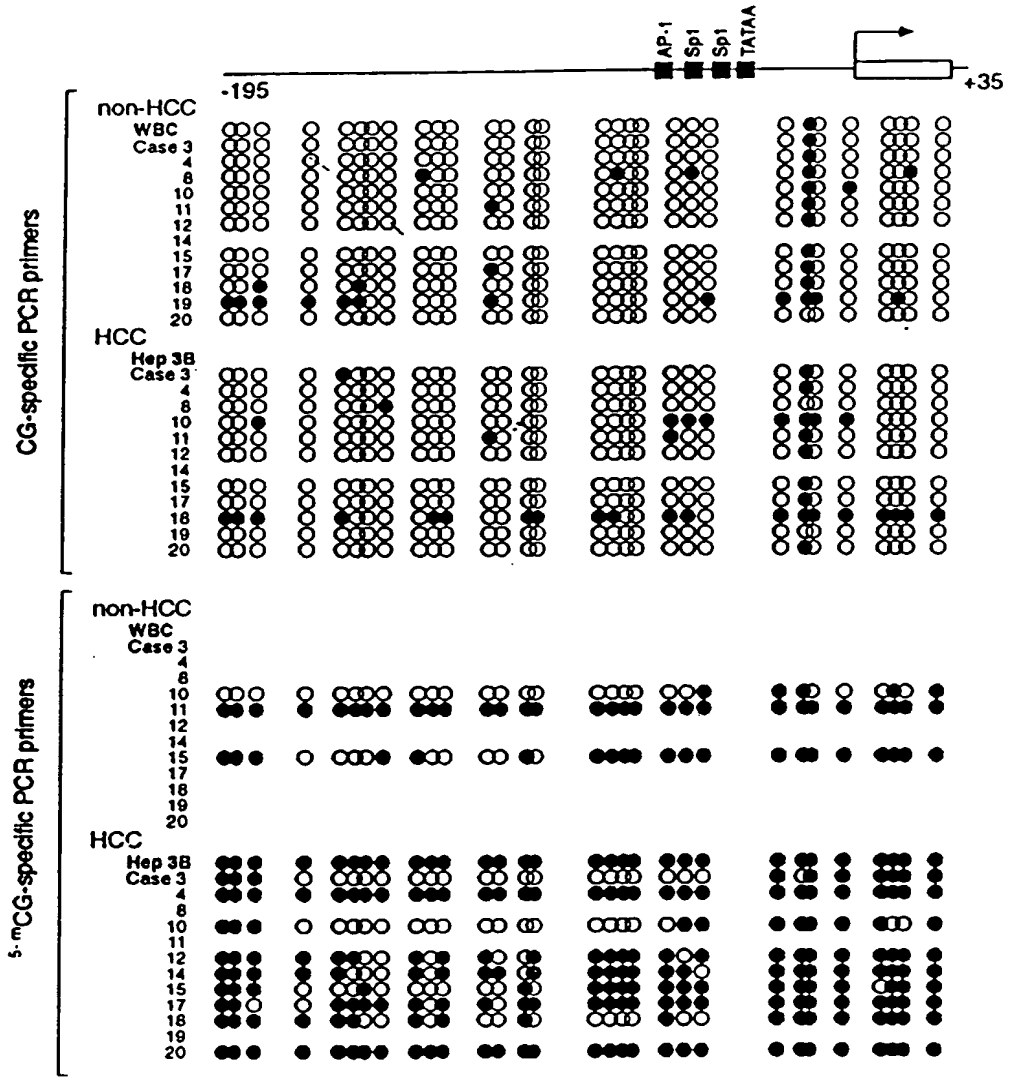 AP-1
Sp1
Sp1
TATAA
-195
+35
CG-specific PCR primers
non-HCC
WBC
Case 3
4
8
10
11
12
14
15
17
18
19
20
HCC
Hep 3B
Case 3
4
8
10
11
12
14
15
17
18
19
20
5-mCG-specific PCR primers
non-HCC
WBC
Case 3
4
8
10
11
12
14
15
17
18
19
20
HCC
Hep 3B
Case 3
4
8
10
11
12
14
15
17
18
19
20